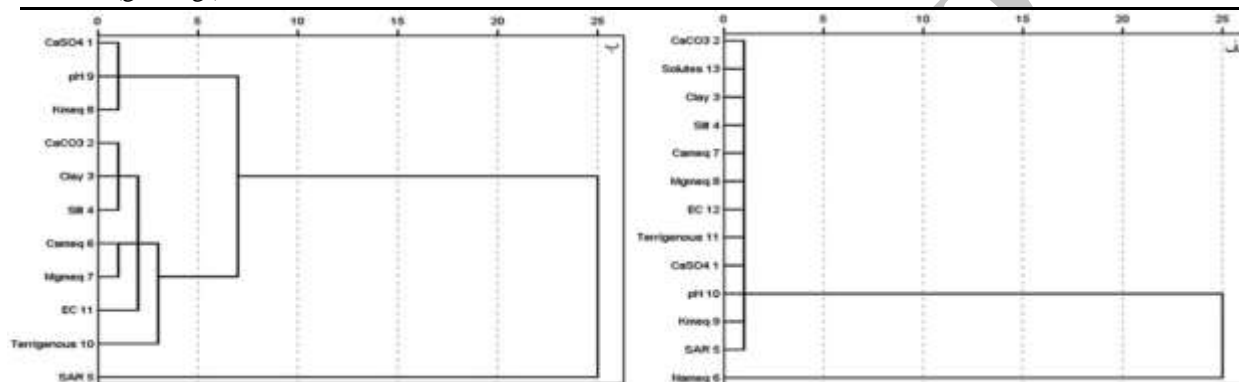 0 5 10 15 20 25
CaSO4 1
pH 9
Kmeq 8
CaCO3 2
Clay 3
Silt 4
Cameq 6
Mgmeq 7
EC 11
Terrigenous 10
SAR 5
ب
0 5 10 15 20 25
CaCO3 2
Solutes 13
Clay 3
Silt 4
Cameq 7
Mgmeq 8
EC 12
Terrigenous 11
CaSO4 1
pH 10
Kmeq 9
SAR 5
Nameq 6